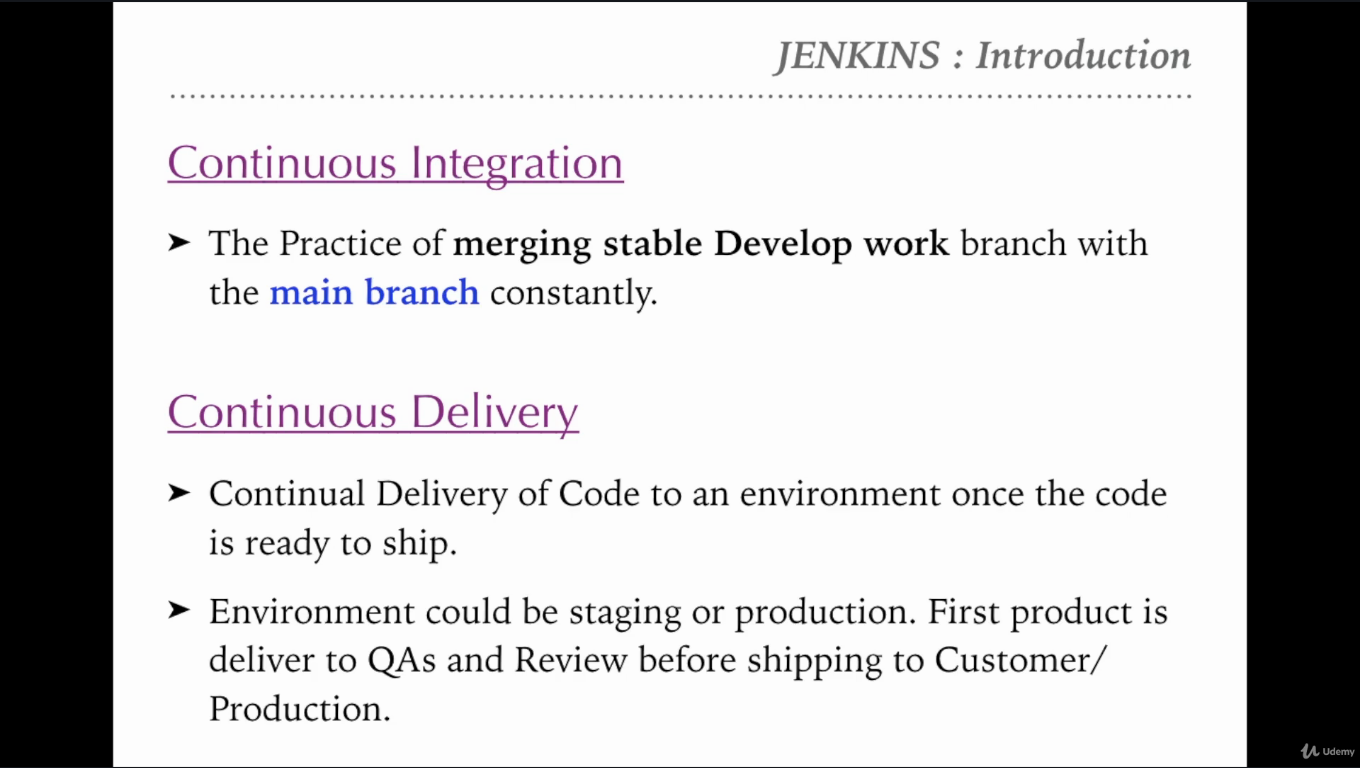 JENKINS : Introduction
Continuous Integration
➤ The Practice of merging stable Develop work branch with
the main branch constantly.
Continuous Delivery
➤ Continual Delivery of Code to an environment once the code
is ready to ship.
➤ Environment could be staging or production. First product is
deliver to QAs and Review before shipping to Customer/
Production.
Udemy